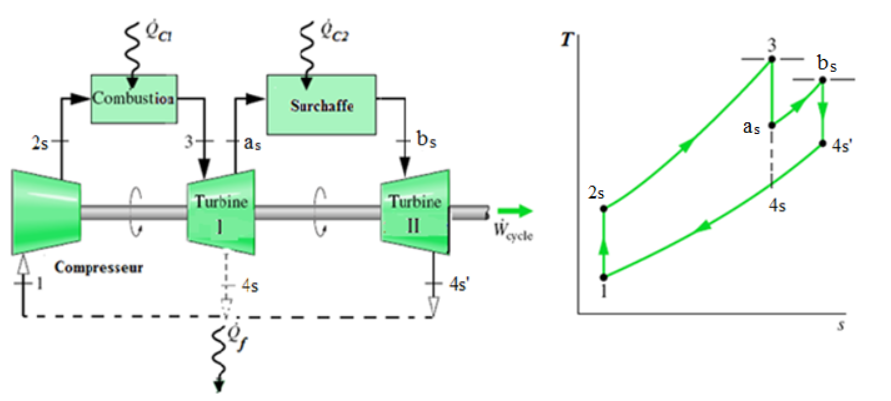 Q̇C1
Q̇C2
Combustion
Surchaffe
2s
3
as
bs
Turbine
I
Turbine
II
Ẇcycle
Compresseur
1
4s
4s'
Q̇f
T
3
bs
as
4s'
2s
4s
1
s